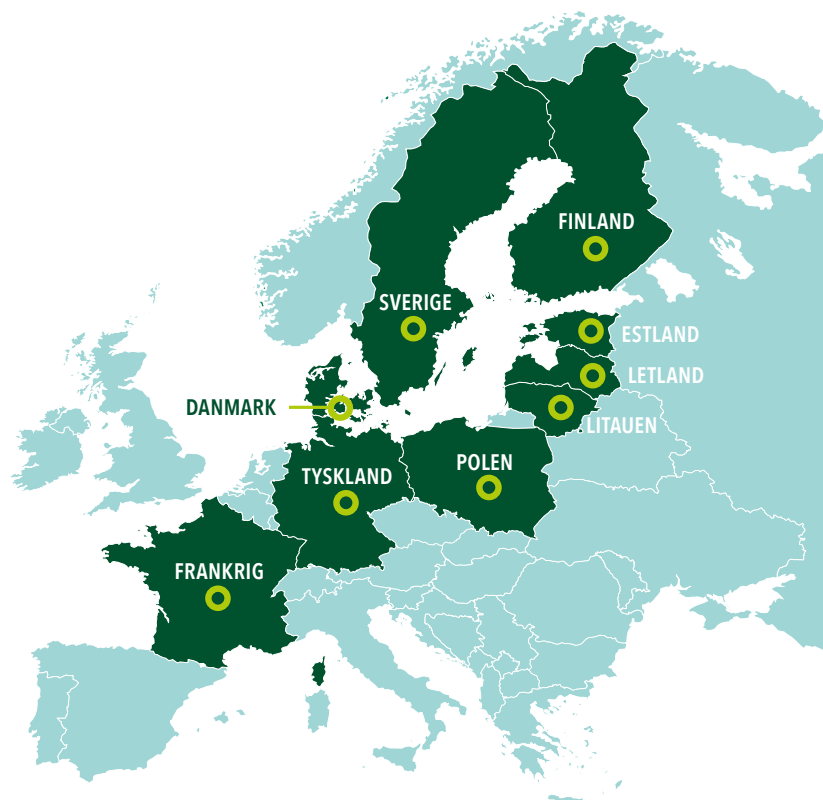 FINLAND
SVERIGE
ESTLAND
LETLAND
DANMARK
LITAUEN
POLEN
TYSKLAND
FRANKRIG